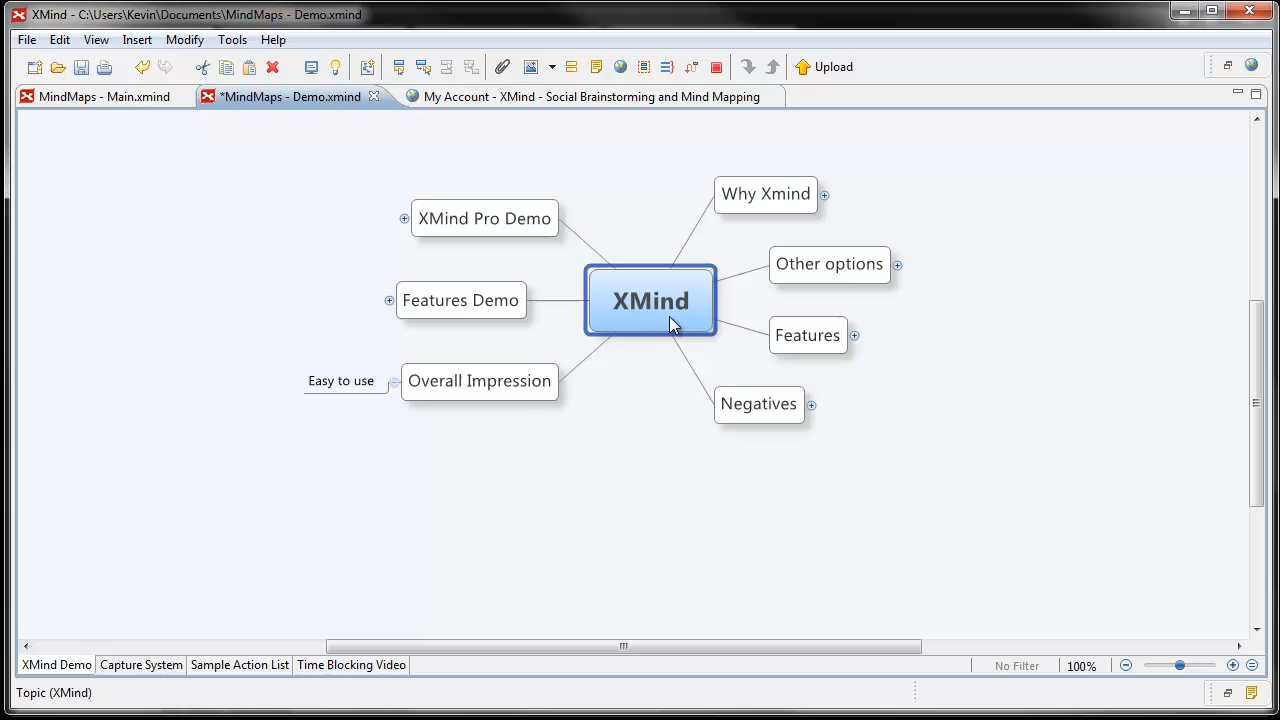 XMind - C:\Users\Kevin\Documents\MindMaps - Demo.xmind
File Edit View Insert Modify Tools Help
Upload
MindMaps - Main.xmind *MindMaps - Demo.xmind My Account - XMind - Social Brainstorming and Mind Mapping
Why Xmind
XMind Pro Demo
Other options
Features Demo
XMind
Features
Easy to use
Overall Impression
Negatives
XMind Demo Capture System Sample Action List Time Blocking Video No Filter 100%
Topic (XMind)